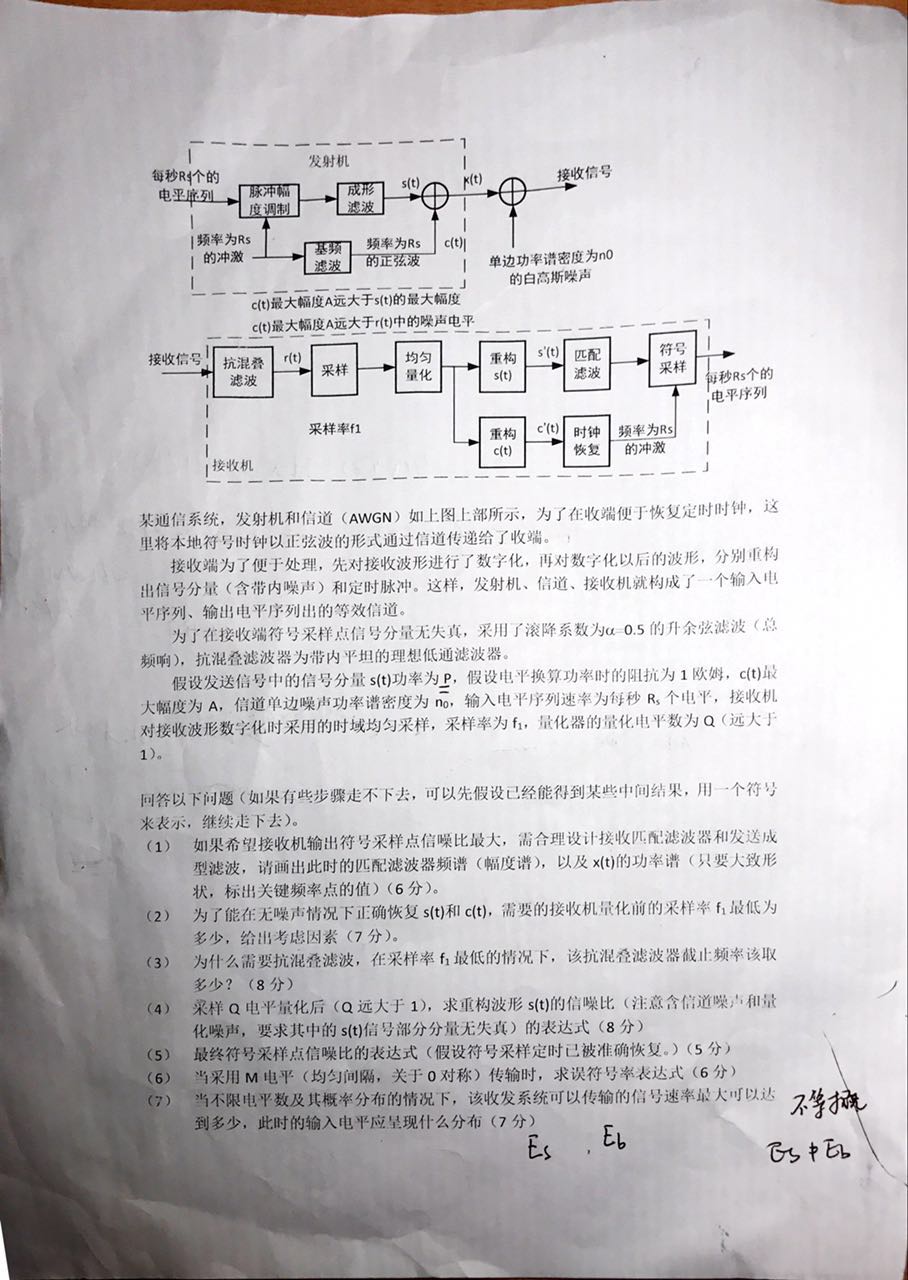 发射机
每秒Rs个的
电平序列
脉冲幅
度调制
成形
滤波
s(t)
x(t)
接收信号
频率为Rs
的冲激
基频
滤波
频率为Rs
的正弦波
c(t)
单边功率谱密度为n0
的白高斯噪声
c(t)最大幅度A远大于s(t)的最大幅度
c(t)最大幅度A远大于r(t)中的噪声电平
接收信号
抗混叠
滤波
r(t)
采样
均匀
量化
重构
s(t)
s'(t)
匹配
滤波
符号
采样
每秒Rs个的
电平序列
采样率f1
重构
c(t)
c'(t)
时钟
恢复
频率为Rs
的冲激
接收机
某通信系统，发射机和信道（AWGN）如上图上部所示，为了在收端便于恢复定时时钟，这
里将本地符号时钟以正弦波的形式通过信道传递给了收端。
接收端为了便于处理，先对接收波形进行了数字化，再对数字化以后的波形，分别重构
出信号分量（含带内噪声）和定时脉冲。这样，发射机、信道、接收机就构成了一个输入电
平序列、输出电平序列出的等效信道。
为了在接收端符号采样点信号分量无失真，采用了滚降系数为α=0.5 的升余弦滤波（总
频响），抗混叠滤波器为带内平坦的理想低通滤波器。
假设发送信号中的信号分量 s(t)功率为 P，假设电平换算功率时的阻抗为 1 欧姆，c(t)最
大幅度为 A，信道单边噪声功率谱密度为 n₀，输入电平序列速率为每秒 Rₛ 个电平，接收机
对接收波形数字化时采用的时域均匀采样，采样率为 f₁，量化器的量化电平数为 Q（远大于
1）。
回答以下问题（如果有些步骤走不下去，可以先假设已经能得到某些中间结果，用一个符号
来表示，继续走下去）。
（1） 如果希望接收机输出符号采样点信噪比最大，需合理设计接收匹配滤波器和发送成
型滤波，请画出此时的匹配滤波器频谱（幅度谱），以及 x(t)的功率谱（只要大致形
状，标出关键频率点的值）（6 分）。
（2） 为了能在无噪声情况下正确恢复 s(t)和 c(t)，需要的接收机量化前的采样率 f₁ 最低为
多少，给出考虑因素（7 分）。
（3） 为什么需要抗混叠滤波，在采样率 f₁ 最低的情况下，该抗混叠滤波器截止频率该取
多少？（8 分）
（4） 采样 Q 电平量化后（Q 远大于 1），求重构波形 s(t)的信噪比（注意含信道噪声和量
化噪声，要求其中的 s(t)信号部分分量无失真）的表达式（8 分）
（5） 最终符号采样点信噪比的表达式（假设符号采样定时已被准确恢复。）（5 分）
（6） 当采用 M 电平（均匀间隔，关于 0 对称）传输时，求误符号率表达式（6 分）
（7） 当不限电平数及其概率分布的情况下，该收发系统可以传输的信号速率最大可以达
到多少，此时的输入电平应呈现什么分布（7 分）
Es , Eb